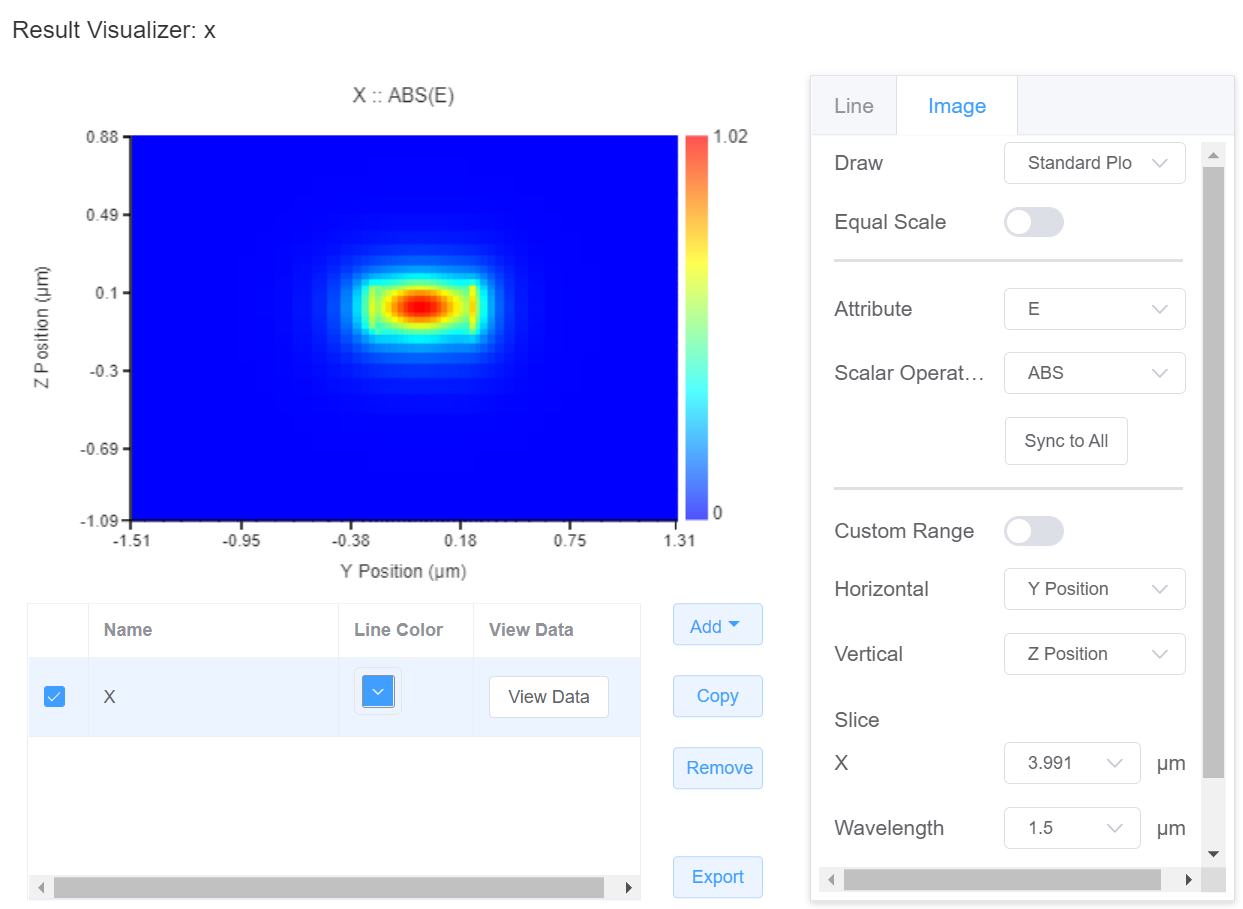 Result Visualizer: x
X :: ABS(E)
0.88
0.49
0.1
-0.3
-0.69
-1.09
Z Position (µm)
-1.51 -0.95 -0.38 0.18 0.75 1.31
Y Position (µm)
1.02
0
Name Line Color View Data
X View Data
Add
Copy
Remove
Export
Line Image
Draw Standard Plo
Equal Scale
Attribute E
Scalar Operat... ABS
Sync to All
Custom Range
Horizontal Y Position
Vertical Z Position
Slice
X 3.991 µm
Wavelength 1.5 µm